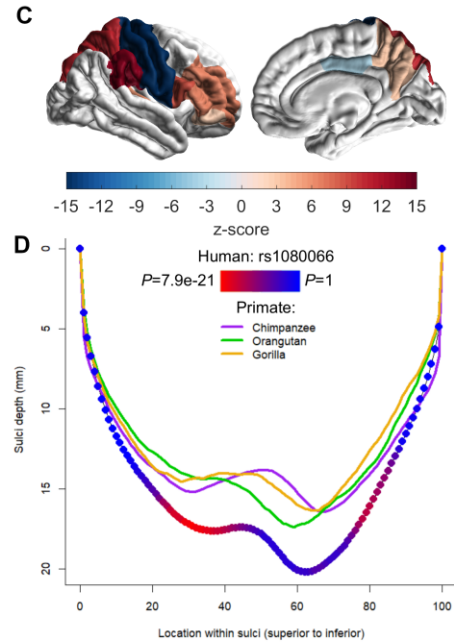 C
-15 -12 -9 -6 -3 0 3 6 9 12 15
z-score
D
Human: rs1080066
P=7.9e-21 P=1
Primate:
Chimpanzee
Orangutan
Gorilla
Sulci depth (mm)
0
5
10
15
20
0 20 40 60 80 100
Location within sulci (superior to inferior)